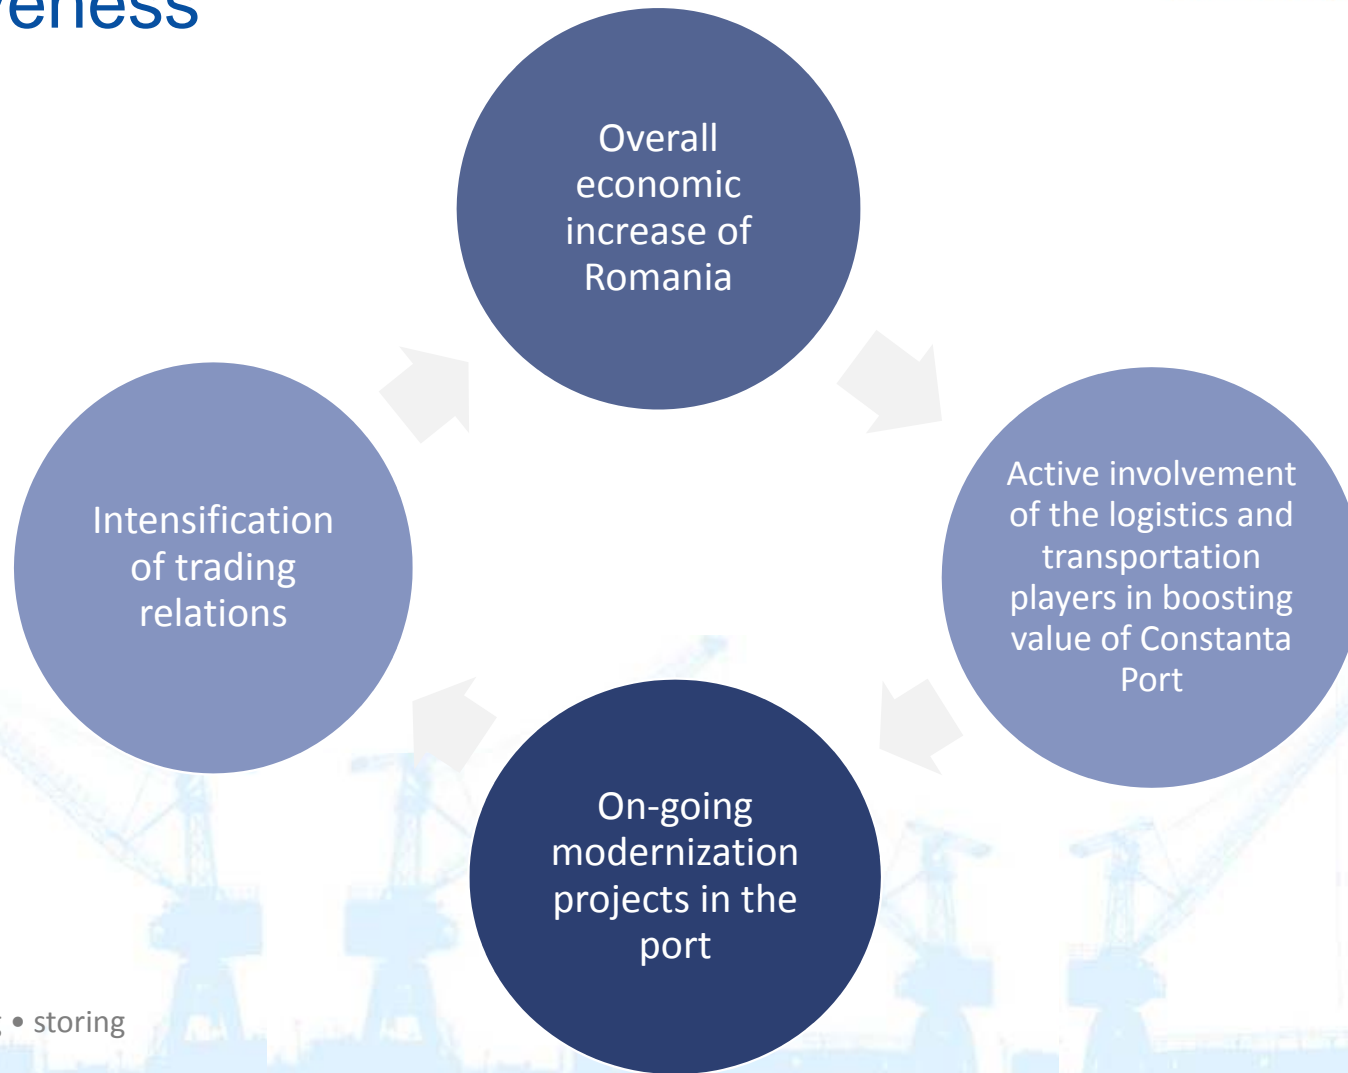 veness
Overall
economic
increase of
Romania
Active involvement
of the logistics and
transportation
players in boosting
value of Constanta
Port
On-going
modernization
projects in the
port
Intensification
of trading
relations
g • storing